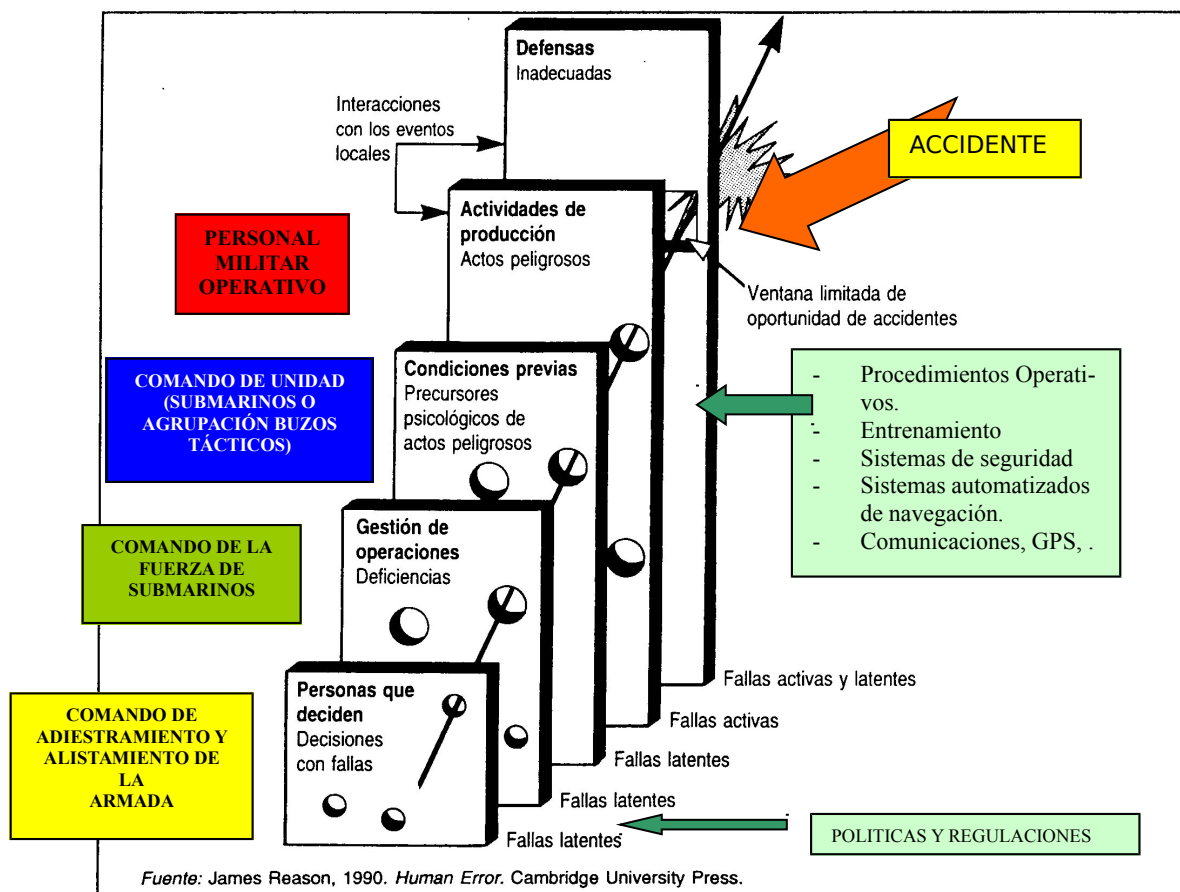 Defensas
Inadecuadas
Interacciones
con los eventos
locales
ACCIDENTE
Actividades de
producción
Actos peligrosos
PERSONAL
MILITAR
OPERATIVO
Ventana limitada de
oportunidad de accidentes
Condiciones previas
Precursores
psicológicos de
actos peligrosos
COMANDO DE UNIDAD
(SUBMARINOS O
AGRUPACIÓN BUZOS
TÁCTICOS)
- Procedimientos Operati-
vos.
- Entrenamiento
- Sistemas de seguridad
- Sistemas automatizados
de navegación.
- Comunicaciones, GPS, .
Gestión de
operaciones
Deficiencias
COMANDO DE LA
FUERZA DE
SUBMARINOS
Personas que
deciden
Decisiones
con fallas
COMANDO DE
ADIESTRAMIENTO Y
ALISTAMIENTO DE
LA
ARMADA
Fallas activas y latentes
Fallas activas
Fallas latentes
Fallas latentes
Fallas latentes
POLITICAS Y REGULACIONES
Fuente: James Reason, 1990. Human Error. Cambridge University Press.